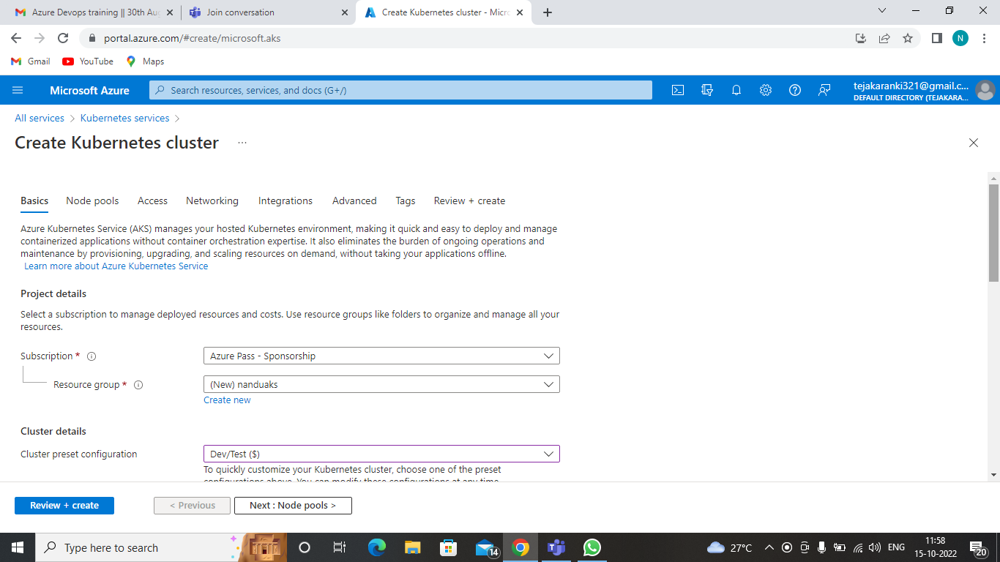 Azure Devops training || 30th Aug
Join conversation
Create Kubernetes cluster - Micro
portal.azure.com/#create/microsoft.aks
N
Gmail
YouTube
Maps
Microsoft Azure
Search resources, services, and docs (G+/)
tejakaranki321@gmail.c...
DEFAULT DIRECTORY (TEJAKARA...
All services > Kubernetes services >
Create Kubernetes cluster ...
Basics Node pools Access Networking Integrations Advanced Tags Review + create
Azure Kubernetes Service (AKS) manages your hosted Kubernetes environment, making it quick and easy to deploy and manage
containerized applications without container orchestration expertise. It also eliminates the burden of ongoing operations and
maintenance by provisioning, upgrading, and scaling resources on demand, without taking your applications offline.
Learn more about Azure Kubernetes Service
Project details
Select a subscription to manage deployed resources and costs. Use resource groups like folders to organize and manage all your
resources.
Subscription *
Azure Pass - Sponsorship
Resource group *
(New) nanduaks
Create new
Cluster details
Cluster preset configuration
Dev/Test ($)
To quickly customize your Kubernetes cluster, choose one of the preset
configurations above. You can modify these configurations at any time.
Review + create
< Previous
Next : Node pools >
Type here to search
14
27°C
ENG
11:58
15-10-2022
20